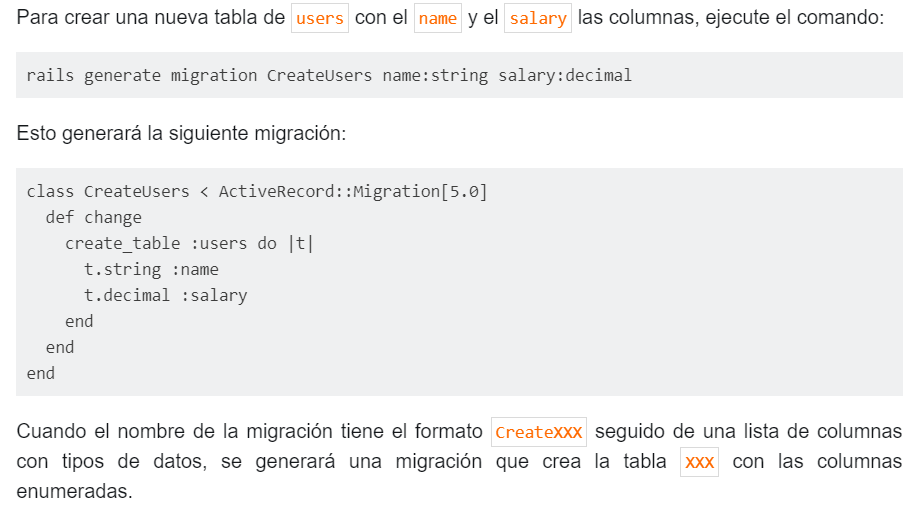 Para crear una nueva tabla de users con el name y el salary las columnas, ejecute el comando:
rails generate migration CreateUsers name:string salary:decimal
Esto generará la siguiente migración:
class CreateUsers < ActiveRecord::Migration[5.0]
  def change
    create_table :users do |t|
      t.string :name
      t.decimal :salary
    end
  end
end
Cuando el nombre de la migración tiene el formato CreateXXX seguido de una lista de columnas
con tipos de datos, se generará una migración que crea la tabla XXX con las columnas
enumeradas.